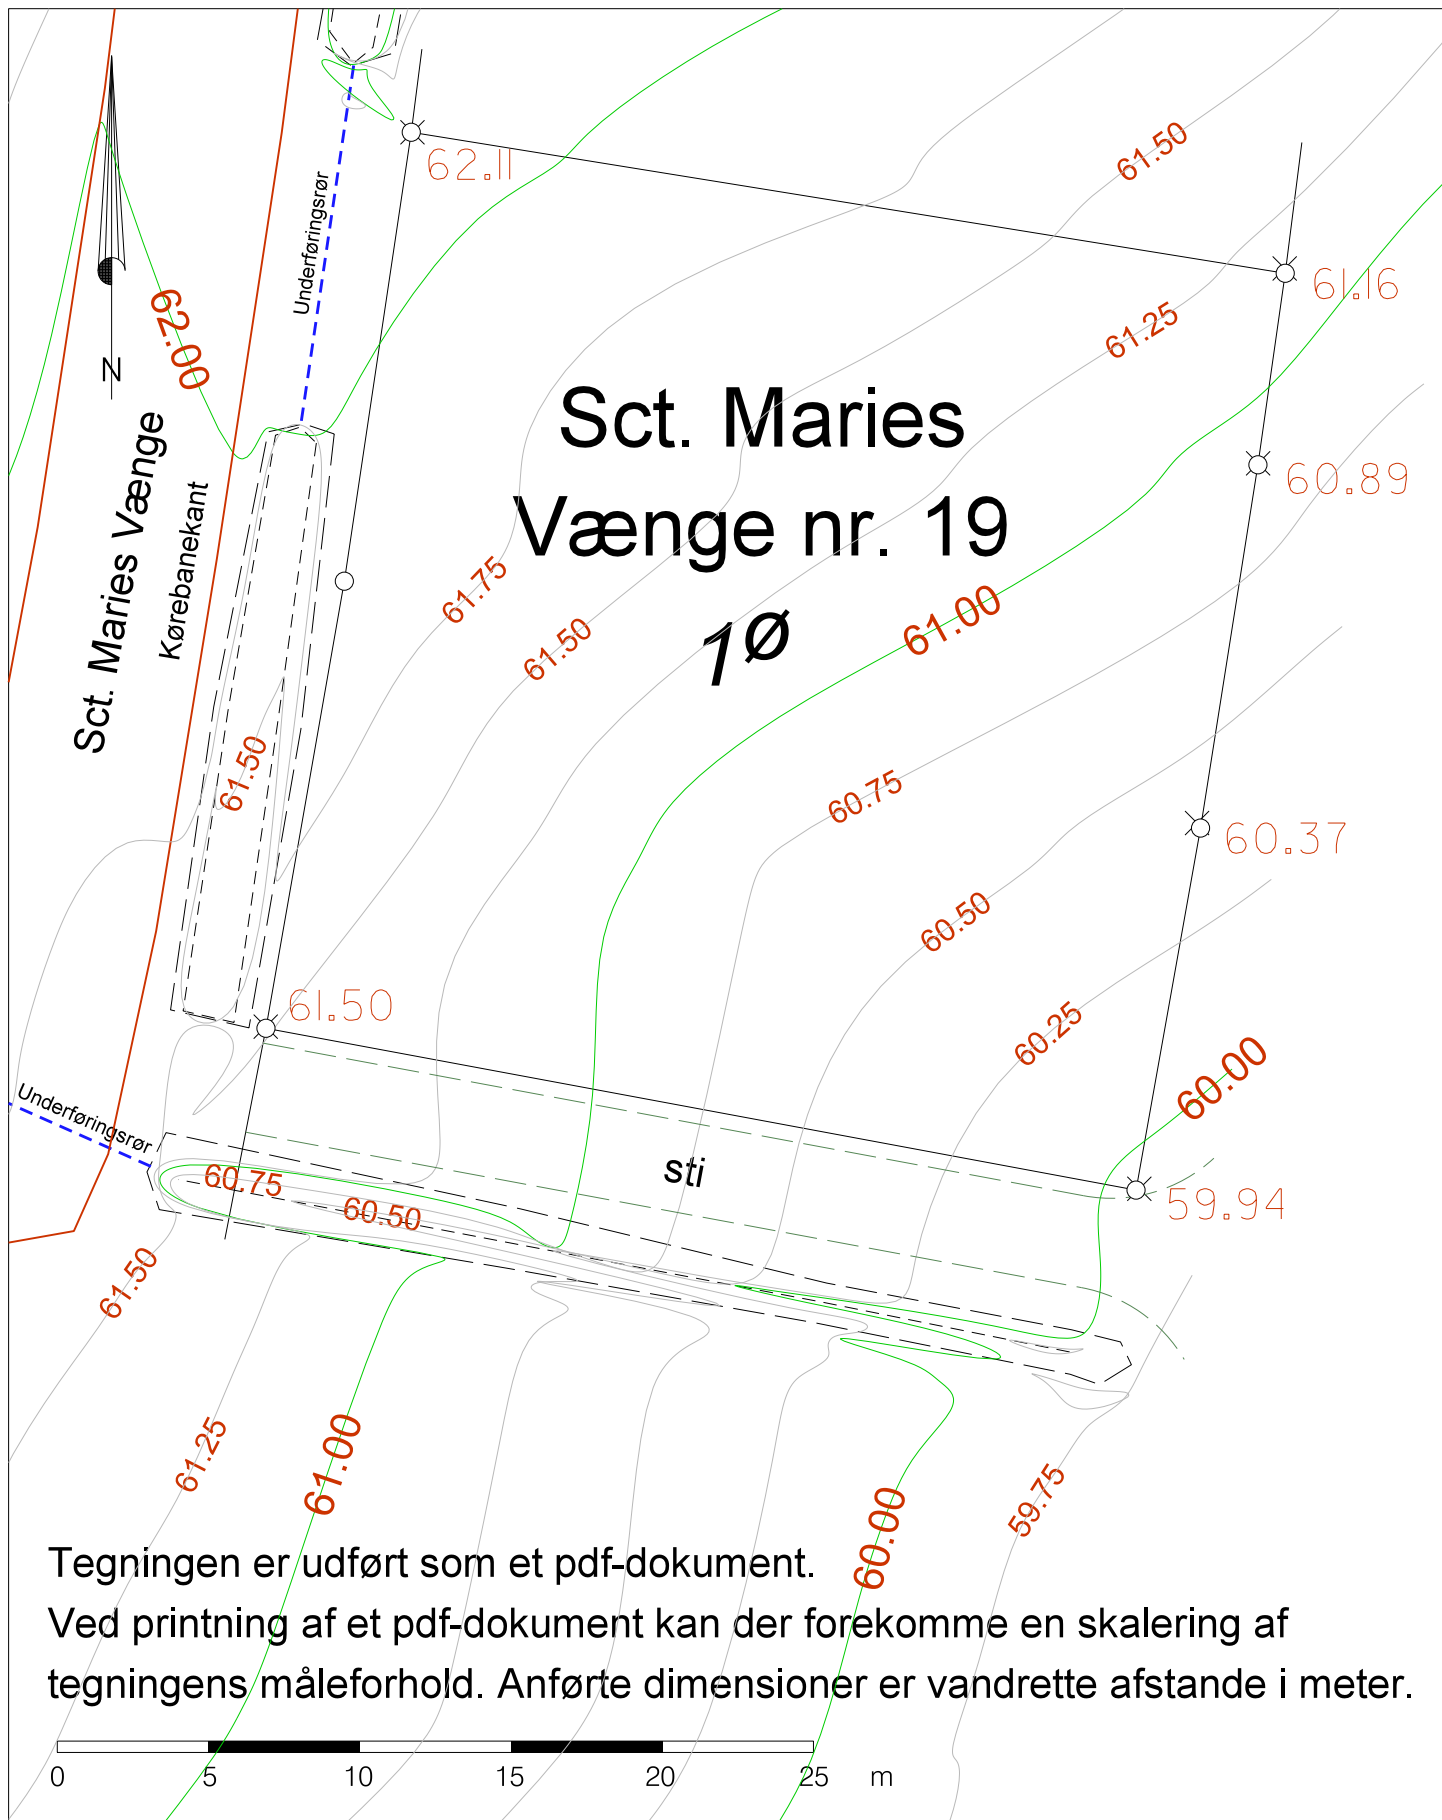 62.11
61.50
Underføringsrør
61.16
62.00
61.25
N
Sct. Maries
Vænge nr. 19
1ø
Sct. Maries Vænge
Kørebanekant
60.89
61.75
61.50
61.00
61.50
60.75
60.37
60.50
61.50
60.25
60.00
Underføringsrør
sti
60.75
60.50
59.94
61.50
61.25
61.00
59.75
60.00
Tegningen er udført som et pdf-dokument.
Ved printning af et pdf-dokument kan der forekomme en skalering af
tegningens måleforhold. Anførte dimensioner er vandrette afstande i meter.
0 5 10 15 20 25 m